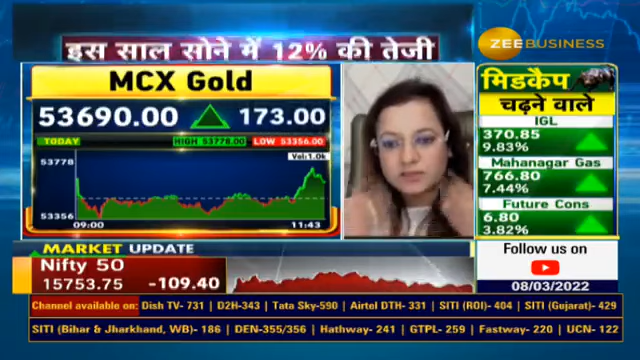 इस साल सोने में 12% की तेजी
ZEE BUSINESS
MCX Gold
53690.00 173.00
TODAY HIGH 53778.00 LOW 53356.00
Vol:1.0k
53778
53356
09:00 11:43
मिडकैप
चढ़ने वाले
IGL
370.85
9.83%
Mahanagar Gas
766.80
7.44%
Future Cons
6.80
3.82%
MARKET UPDATE
Nifty 50
15753.75 -109.40
Follow us on
08/03/2022
Channel available on: Dish TV- 731 | D2H-343 | Tata Sky-590 | Airtel DTH- 331 | SITI (ROI)- 404 | SITI (Gujarat)- 429
SITI (Bihar & Jharkhand, WB)- 186 | DEN-355/356 | Hathway- 241 | GTPL- 259 | Fastway- 220 | UCN- 122